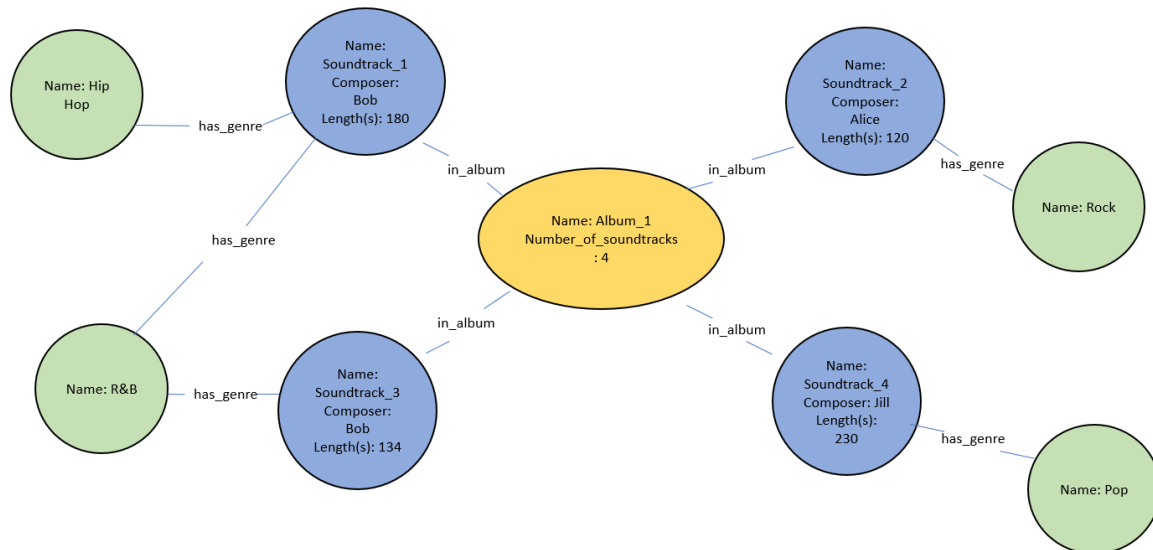 Name: Hip
Hop
has_genre
Name:
Soundtrack_1
Composer:
Bob
Length(s): 180
in_album
has_genre
Name: Album_1
Number_of_soundtracks
: 4
in_album
Name:
Soundtrack_2
Composer:
Alice
Length(s): 120
has_genre
Name: Rock
Name: R&B
has_genre
Name:
Soundtrack_3
Composer:
Bob
Length(s): 134
in_album
in_album
Name:
Soundtrack_4
Composer: Jill
Length(s):
230
has_genre
Name: Pop